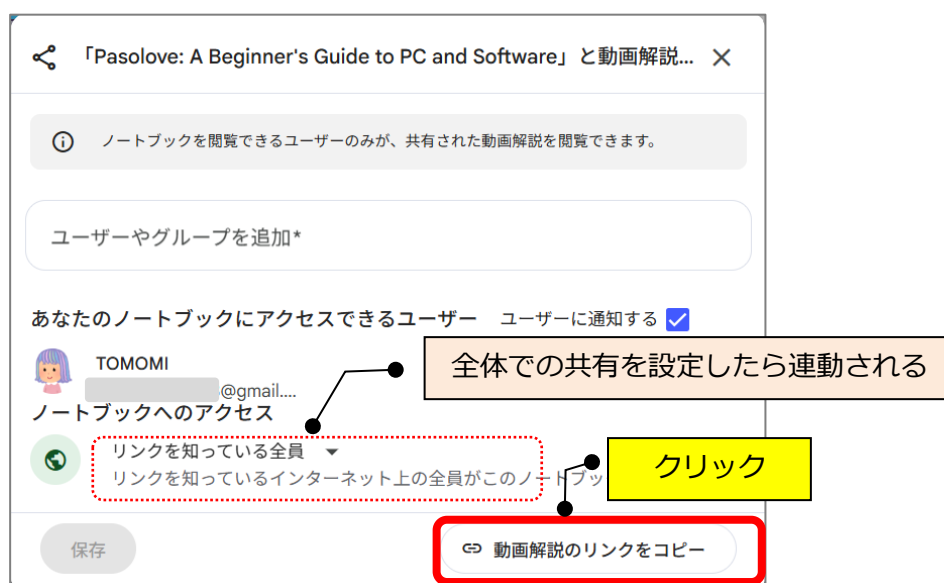 「Pasolove: A Beginner's Guide to PC and Software」と動画解説...
ノートブックを閲覧できるユーザーのみが、共有された動画解説を閲覧できます。
ユーザーやグループを追加*
あなたのノートブックにアクセスできるユーザー ユーザーに通知する
TOMOMI
@gmail....
全体での共有を設定したら連動される
ノートブックへのアクセス
リンクを知っている全員
リンクを知っているインターネット上の全員がこのノートブッ
クリック
保存
動画解説のリンクをコピー